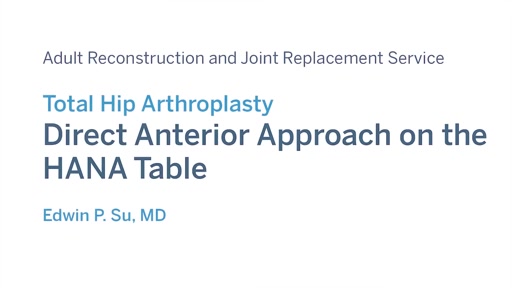 Adult Reconstruction and Joint Replacement Service
Total Hip Arthroplasty
Direct Anterior Approach on the
HANA Table
Edwin P. Su, MD